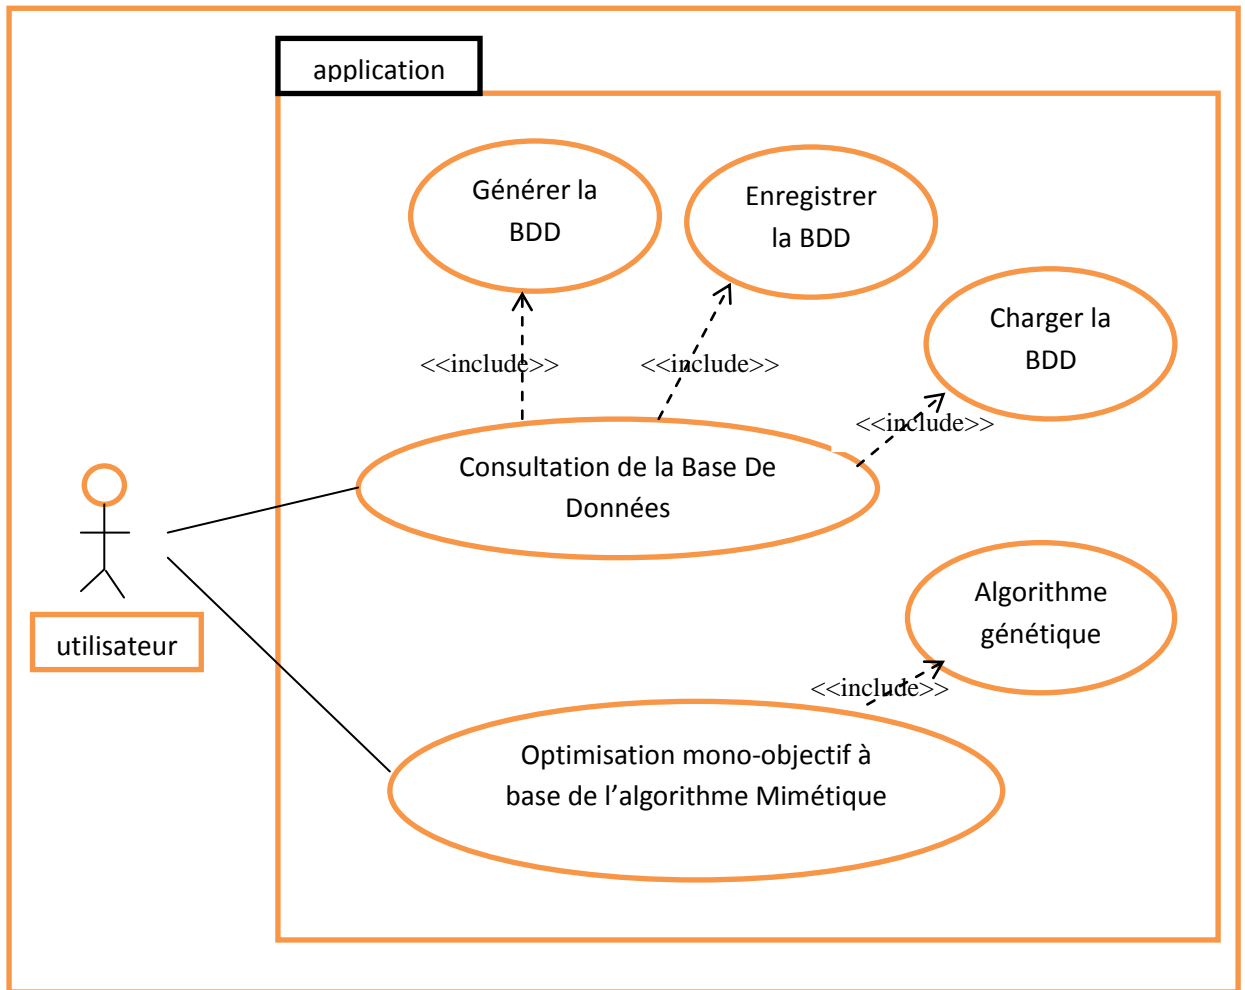 application
Générer la
BDD
Enregistrer
la BDD
Charger la
BDD
<<include>>
<<include>>
<<include>>
Consultation de la Base De
Données
utilisateur
Algorithme
génétique
<<include>>
Optimisation mono-objectif à
base de l’algorithme Mimétique